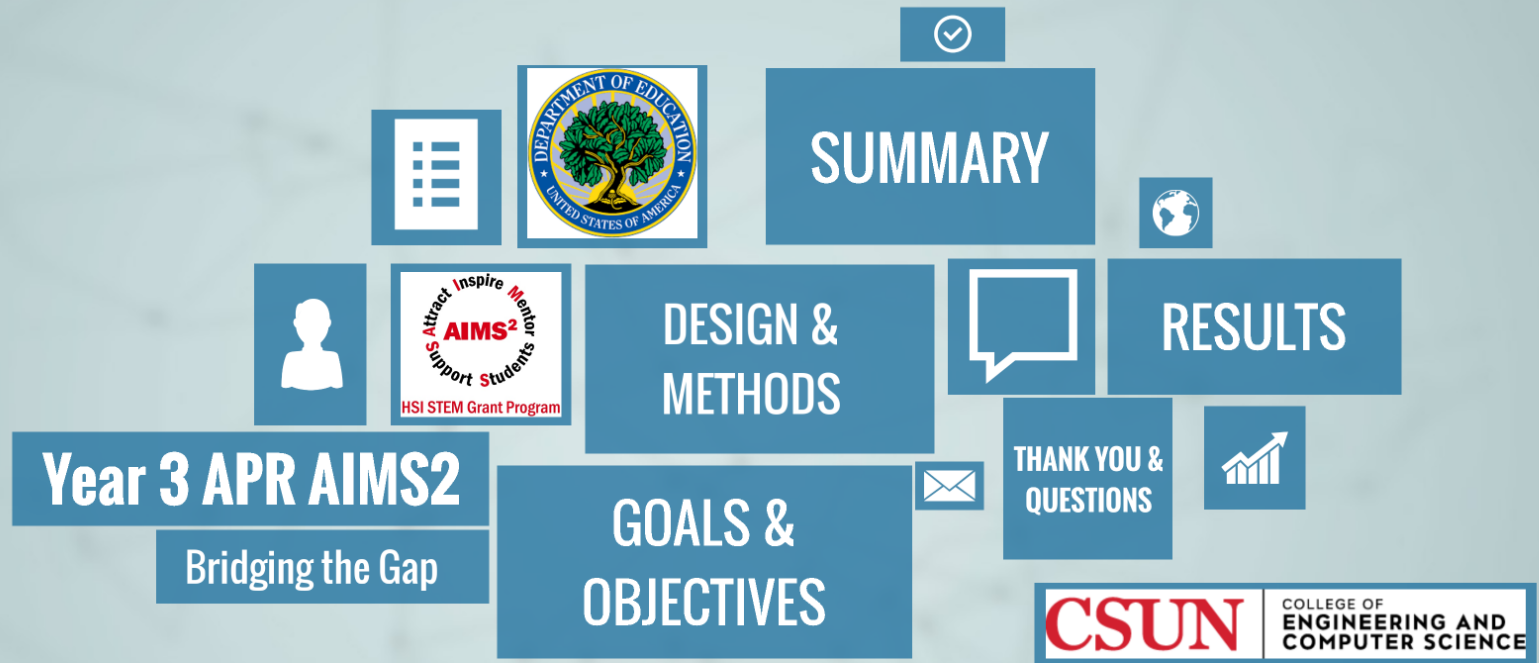 DEPARTMENT OF EDUCATION
UNITED STATES OF AMERICA
SUMMARY
Attract Inspire Mentor
AIMS²
Support Students
HSI STEM Grant Program
DESIGN &
METHODS
RESULTS
Year 3 APR AIMS2
Bridging the Gap
GOALS &
OBJECTIVES
THANK YOU &
QUESTIONS
CSUN
COLLEGE OF
ENGINEERING AND
COMPUTER SCIENCE